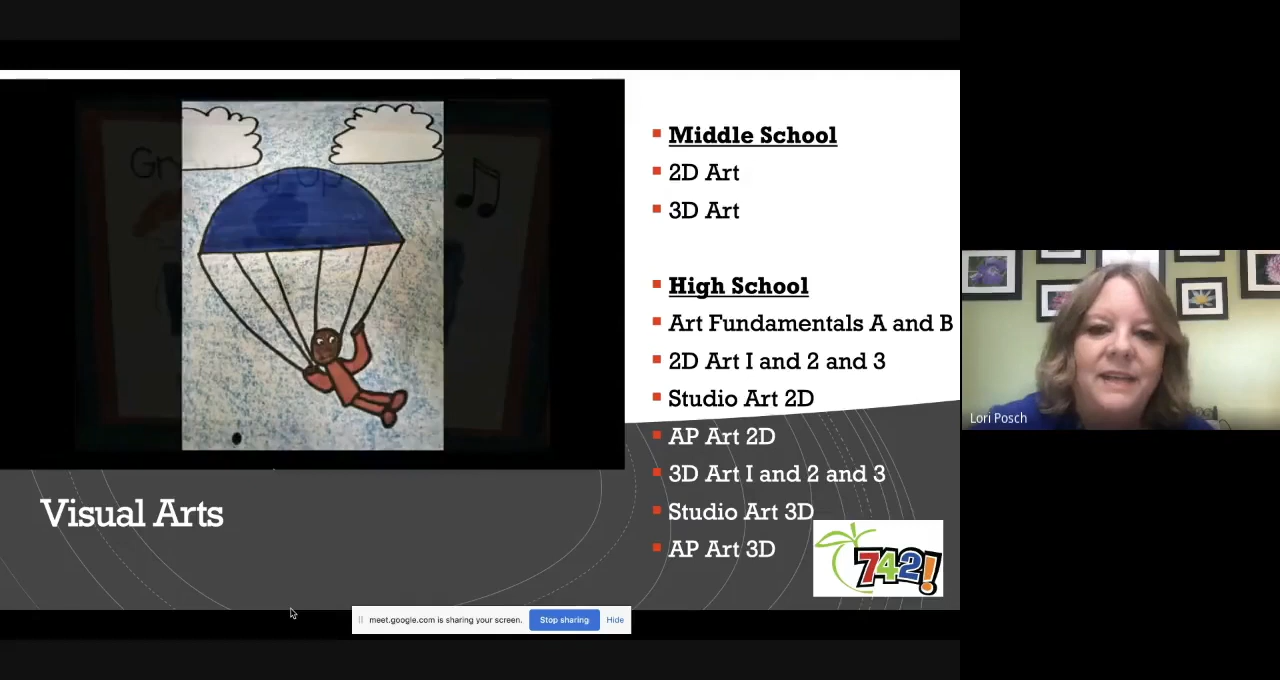 Middle School
2D Art
3D Art
High School
Art Fundamentals A and B
2D Art I and 2 and 3
Studio Art 2D
AP Art 2D
3D Art I and 2 and 3
Studio Art 3D
AP Art 3D
Visual Arts
742!
Lori Posch
meet.google.com is sharing your screen.
Stop sharing
Hide